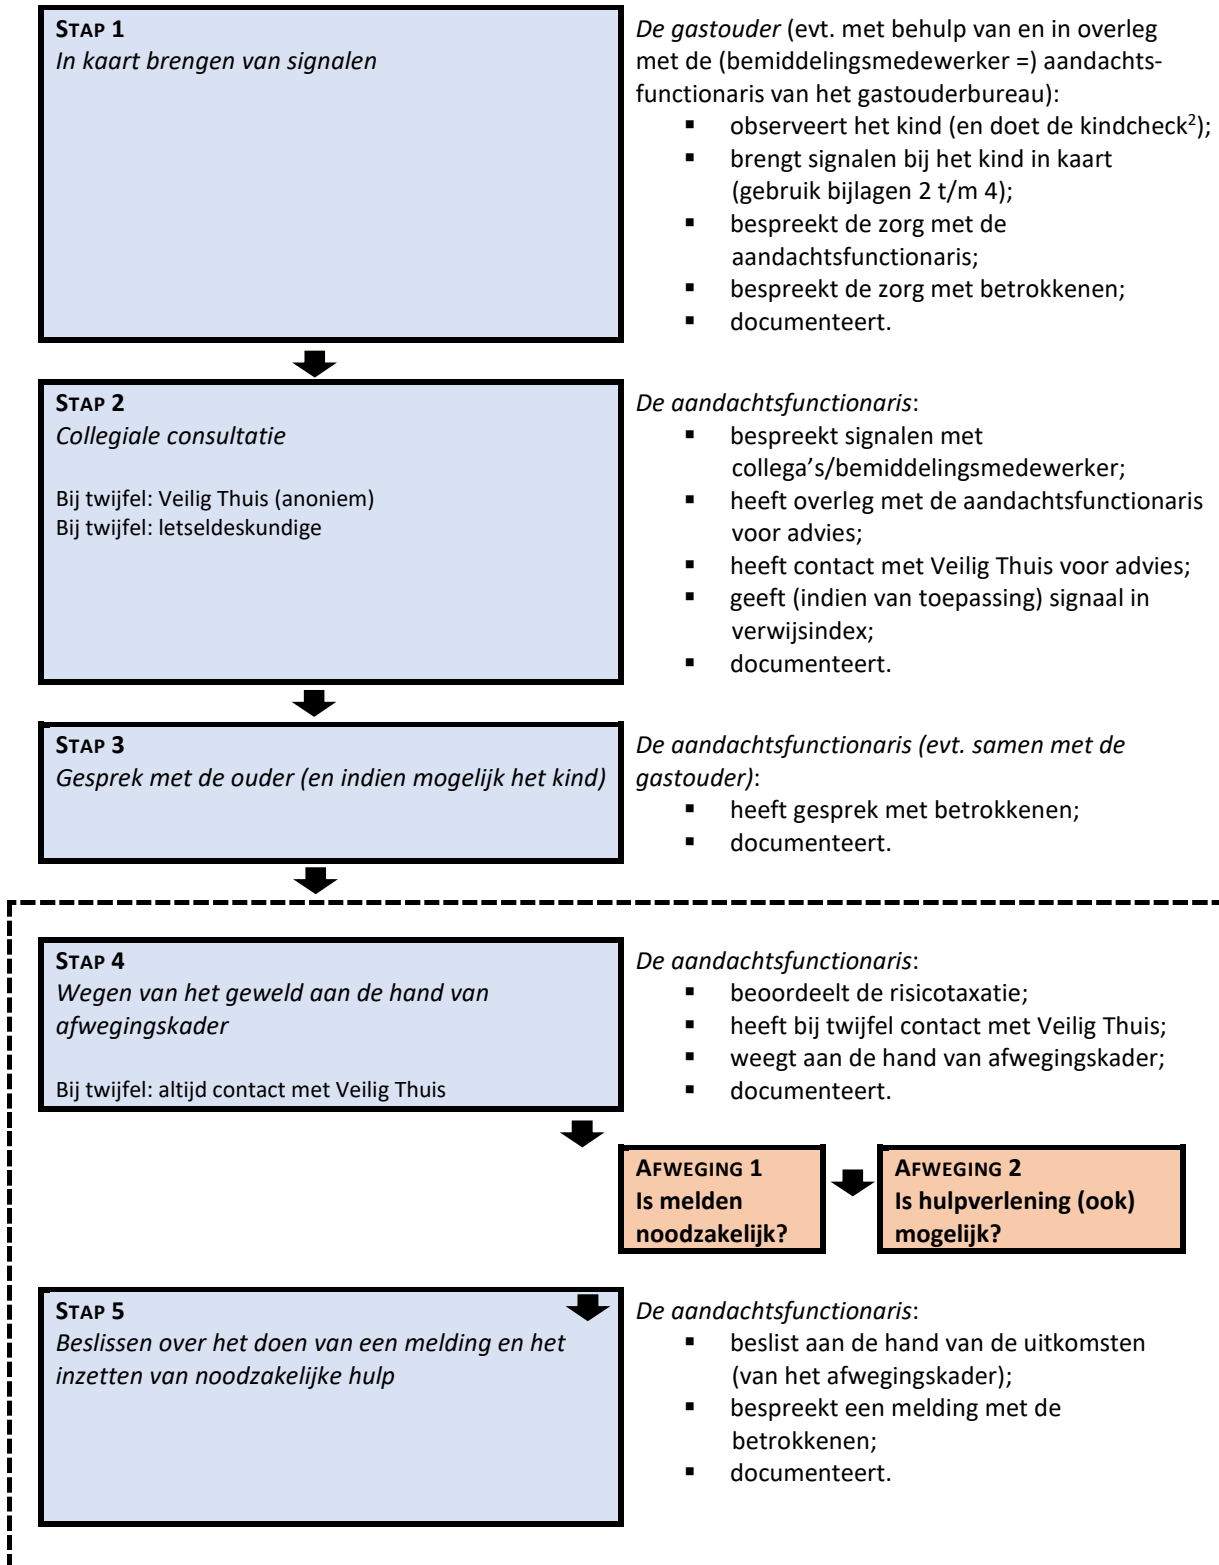 STAP 1
In kaart brengen van signalen
De gastouder (evt. met behulp van en in overleg
met de (bemiddelingsmedewerker =) aandachts-
functionaris van het gastouderbureau):
▪ observeert het kind (en doet de kindcheck²);
▪ brengt signalen bij het kind in kaart
(gebruik bijlagen 2 t/m 4);
▪ bespreekt de zorg met de
aandachtsfunctionaris;
▪ bespreekt de zorg met betrokkenen;
▪ documenteert.
STAP 2
Collegiale consultatie
Bij twijfel: Veilig Thuis (anoniem)
Bij twijfel: letseldeskundige
De aandachtsfunctionaris:
▪ bespreekt signalen met
collega's/bemiddelingsmedewerker;
▪ heeft overleg met de aandachtsfunctionaris
voor advies;
▪ heeft contact met Veilig Thuis voor advies;
▪ geeft (indien van toepassing) signaal in
verwijsindex;
▪ documenteert.
STAP 3
Gesprek met de ouder (en indien mogelijk het kind)
De aandachtsfunctionaris (evt. samen met de
gastouder):
▪ heeft gesprek met betrokkenen;
▪ documenteert.
STAP 4
Wegen van het geweld aan de hand van
afwegingskader
Bij twijfel: altijd contact met Veilig Thuis
De aandachtsfunctionaris:
▪ beoordeelt de risicotaxatie;
▪ heeft bij twijfel contact met Veilig Thuis;
▪ weegt aan de hand van afwegingskader;
▪ documenteert.
AFWEGING 1
Is melden
noodzakelijk?
AFWEGING 2
Is hulpverlening (ook)
mogelijk?
STAP 5
Beslissen over het doen van een melding en het
inzetten van noodzakelijke hulp
De aandachtsfunctionaris:
▪ beslist aan de hand van de uitkomsten
(van het afwegingskader);
▪ bespreekt een melding met de
betrokkenen;
▪ documenteert.